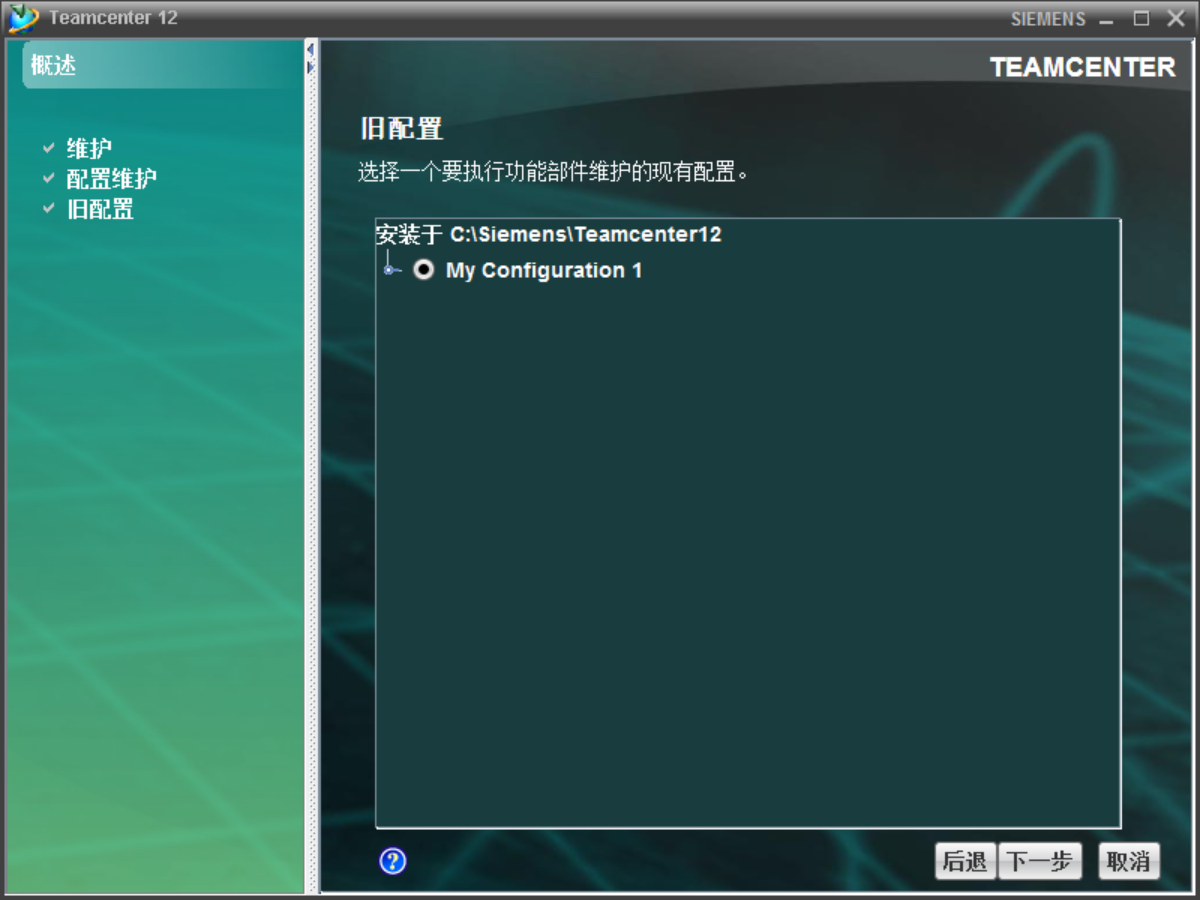 Teamcenter 12
SIEMENS
概述
维护
配置维护
旧配置
TEAMCENTER
旧配置
选择一个要执行功能部件维护的现有配置。
安装于 C:\Siemens\Teamcenter12
My Configuration 1
?
后退 下一步 取消